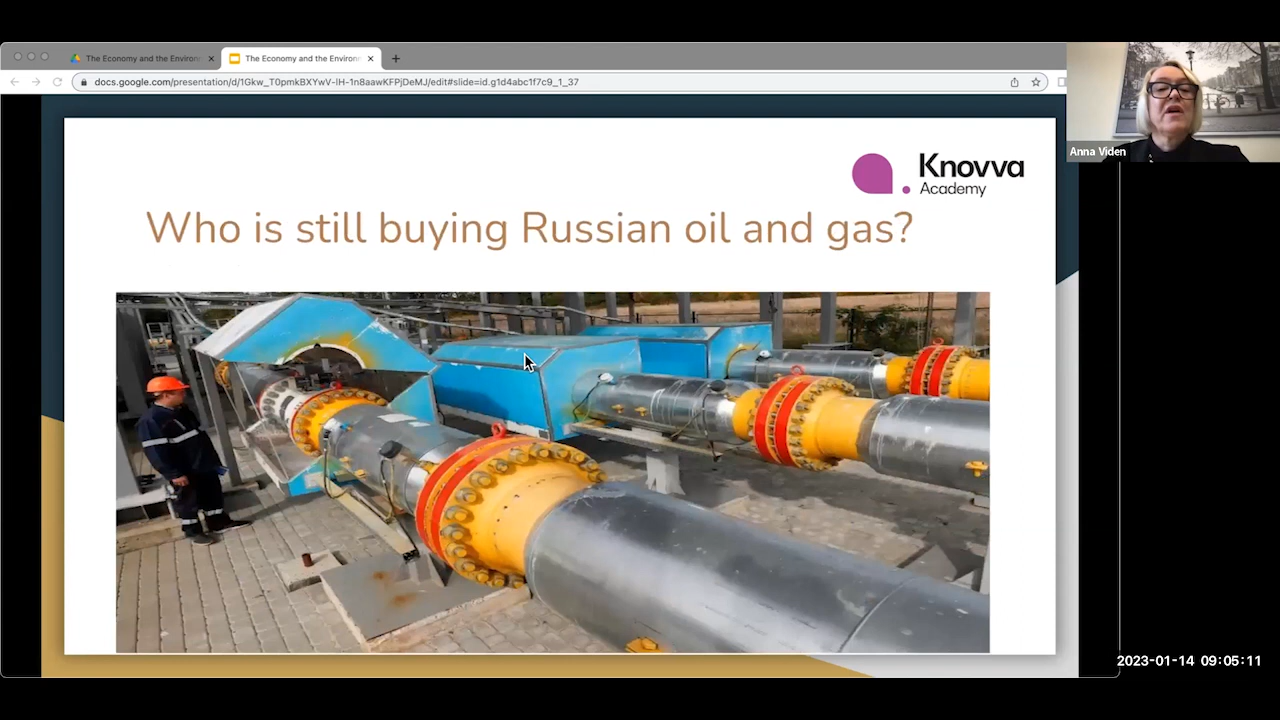 The Economy and the Environ
The Economy and the Environ
docs.google.com/presentation/d/1Gkw_T0pmkBXYwV-IH-1n8aawKFPjDeMJ/edit#slide=id.g1d4abc1f7c9_1_37
Anna Viden
Knovva
Academy
Who is still buying Russian oil and gas?
2023-01-14 09:05:11